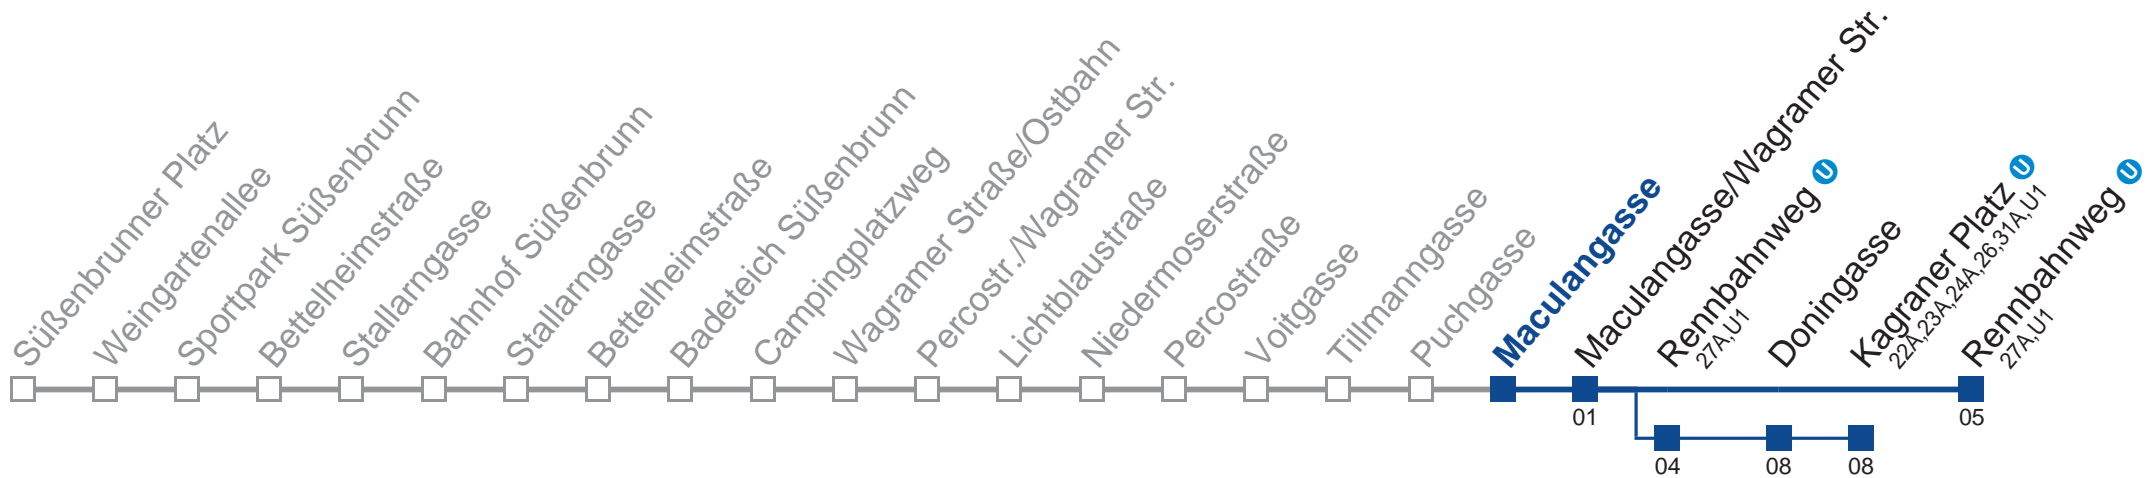 Süßenbrunner Platz
Weingartenallee
Sportpark Süßenbrunn
Bettelheimstraße
Stallarngasse
Bahnhof Süßenbrunn
Stallarngasse
Bettelheimstraße
Badeteich Süßenbrunn
Campingplatzweg
Wagramer Straße/Ostbahn
Percostr./Wagramer Str.
Lichtblaustraße
Niedermoserstraße
Percostraße
Voitgasse
Tillmanngasse
Puchgasse
Maculangasse
Maculangasse/Wagramer Str.
Rennbahnweg U
27A,U1
Doningasse
Kagraner Platz U
22A,23A,24A,26,31A,U1
Rennbahnweg U
27A,U1
01
05
04
08
08